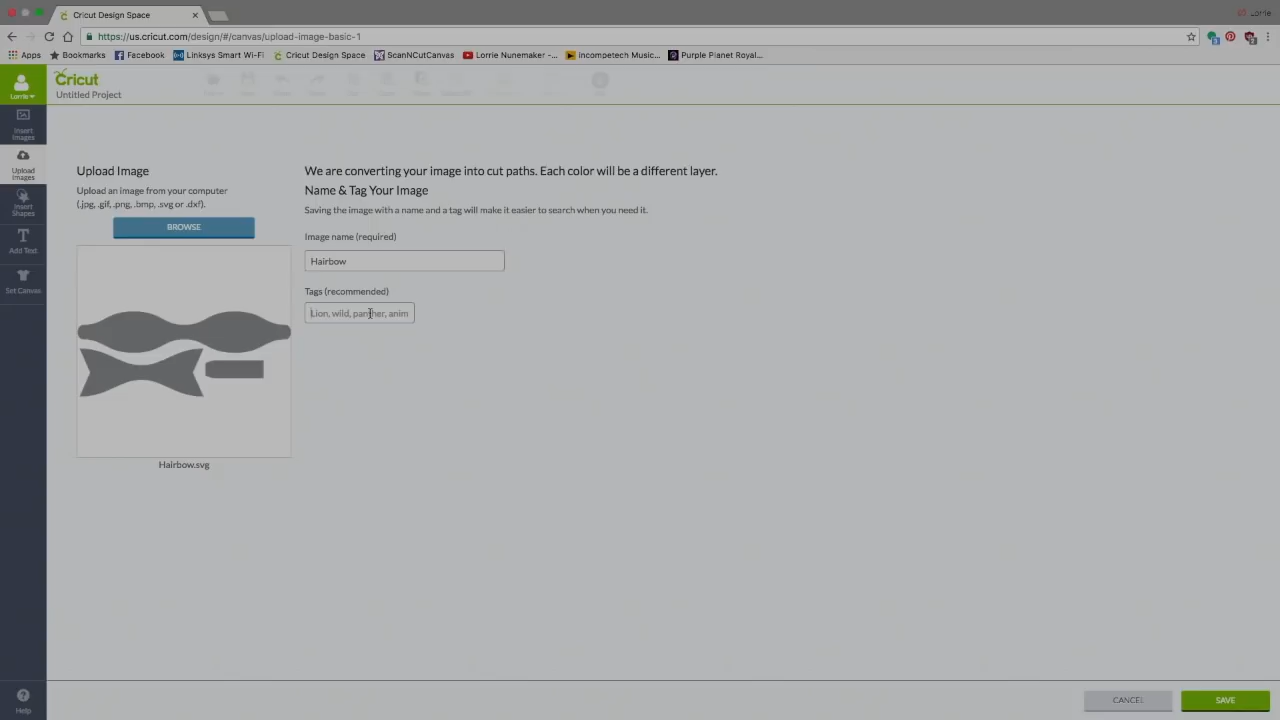 Cricut Design Space
Lorrie
https://us.cricut.com/design/#/canvas/upload-image-basic-1
Apps
Bookmarks
Facebook
Linksys Smart Wi-Fi
Cricut Design Space
ScanNCutCanvas
Lorrie Nunemaker -...
Incompetech Music...
Purple Planet Royal...
Lorrie
Cricut
Untitled Project
Insert
Images
Upload
Images
Insert
Shapes
Add Text
Set Canvas
Help
Upload Image
Upload an image from your computer
(.jpg, .gif, .png, .bmp, .svg or .dxf).
BROWSE
Hairbow.svg
We are converting your image into cut paths. Each color will be a different layer.
Name & Tag Your Image
Saving the image with a name and a tag will make it easier to search when you need it.
Image name (required)
Hairbow
Tags (recommended)
Lion, wild, panther, anim
CANCEL
SAVE